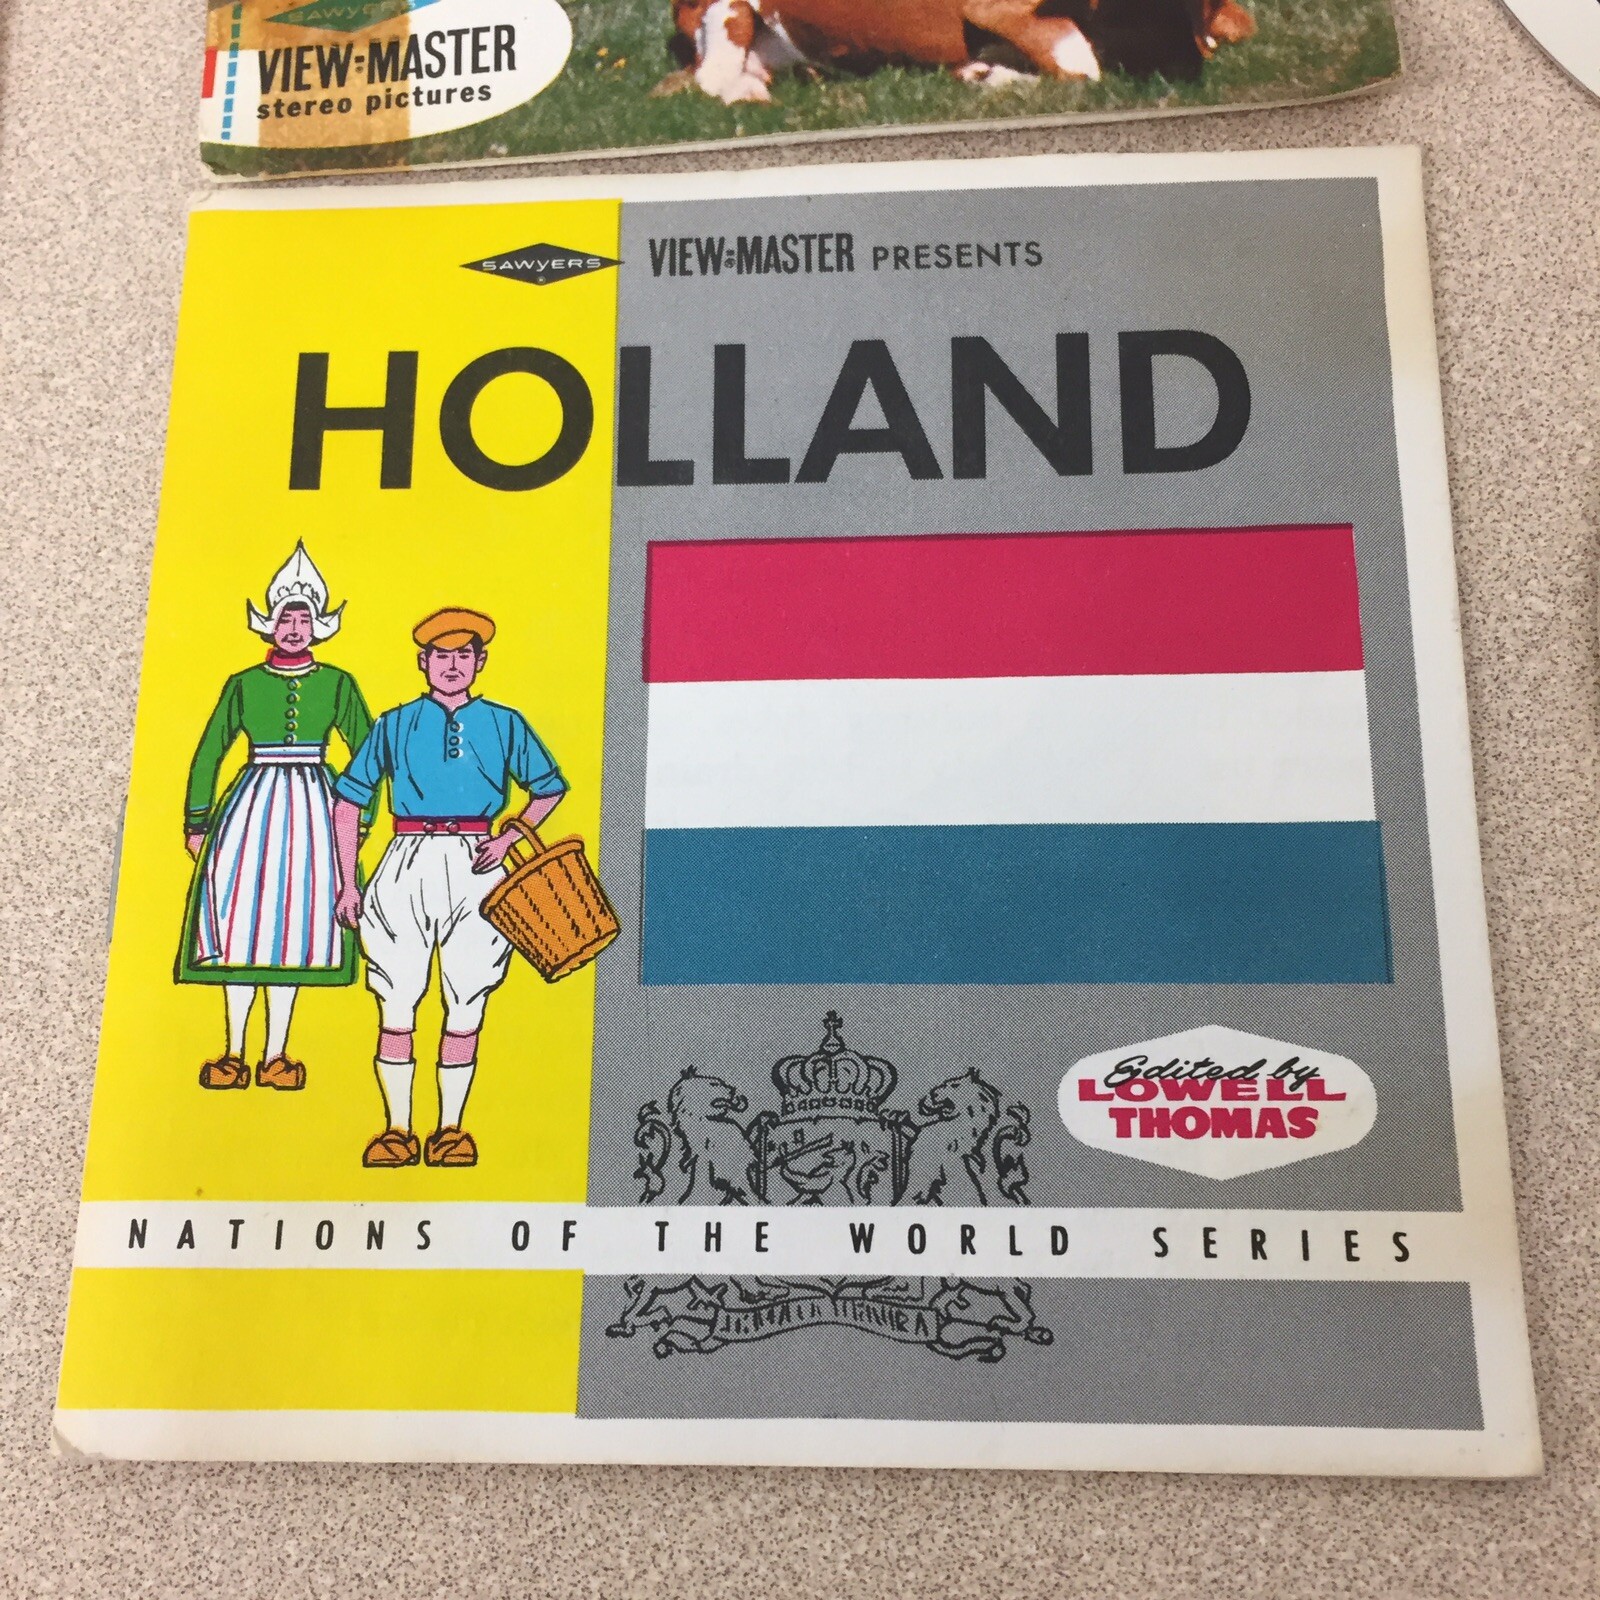 SAWYERS
VIEW-MASTER
stereo pictures
SAWYERS
VIEW-MASTER PRESENTS
HOLLAND
Edited by
LOWELL
THOMAS
NATIONS OF THE WORLD SERIES